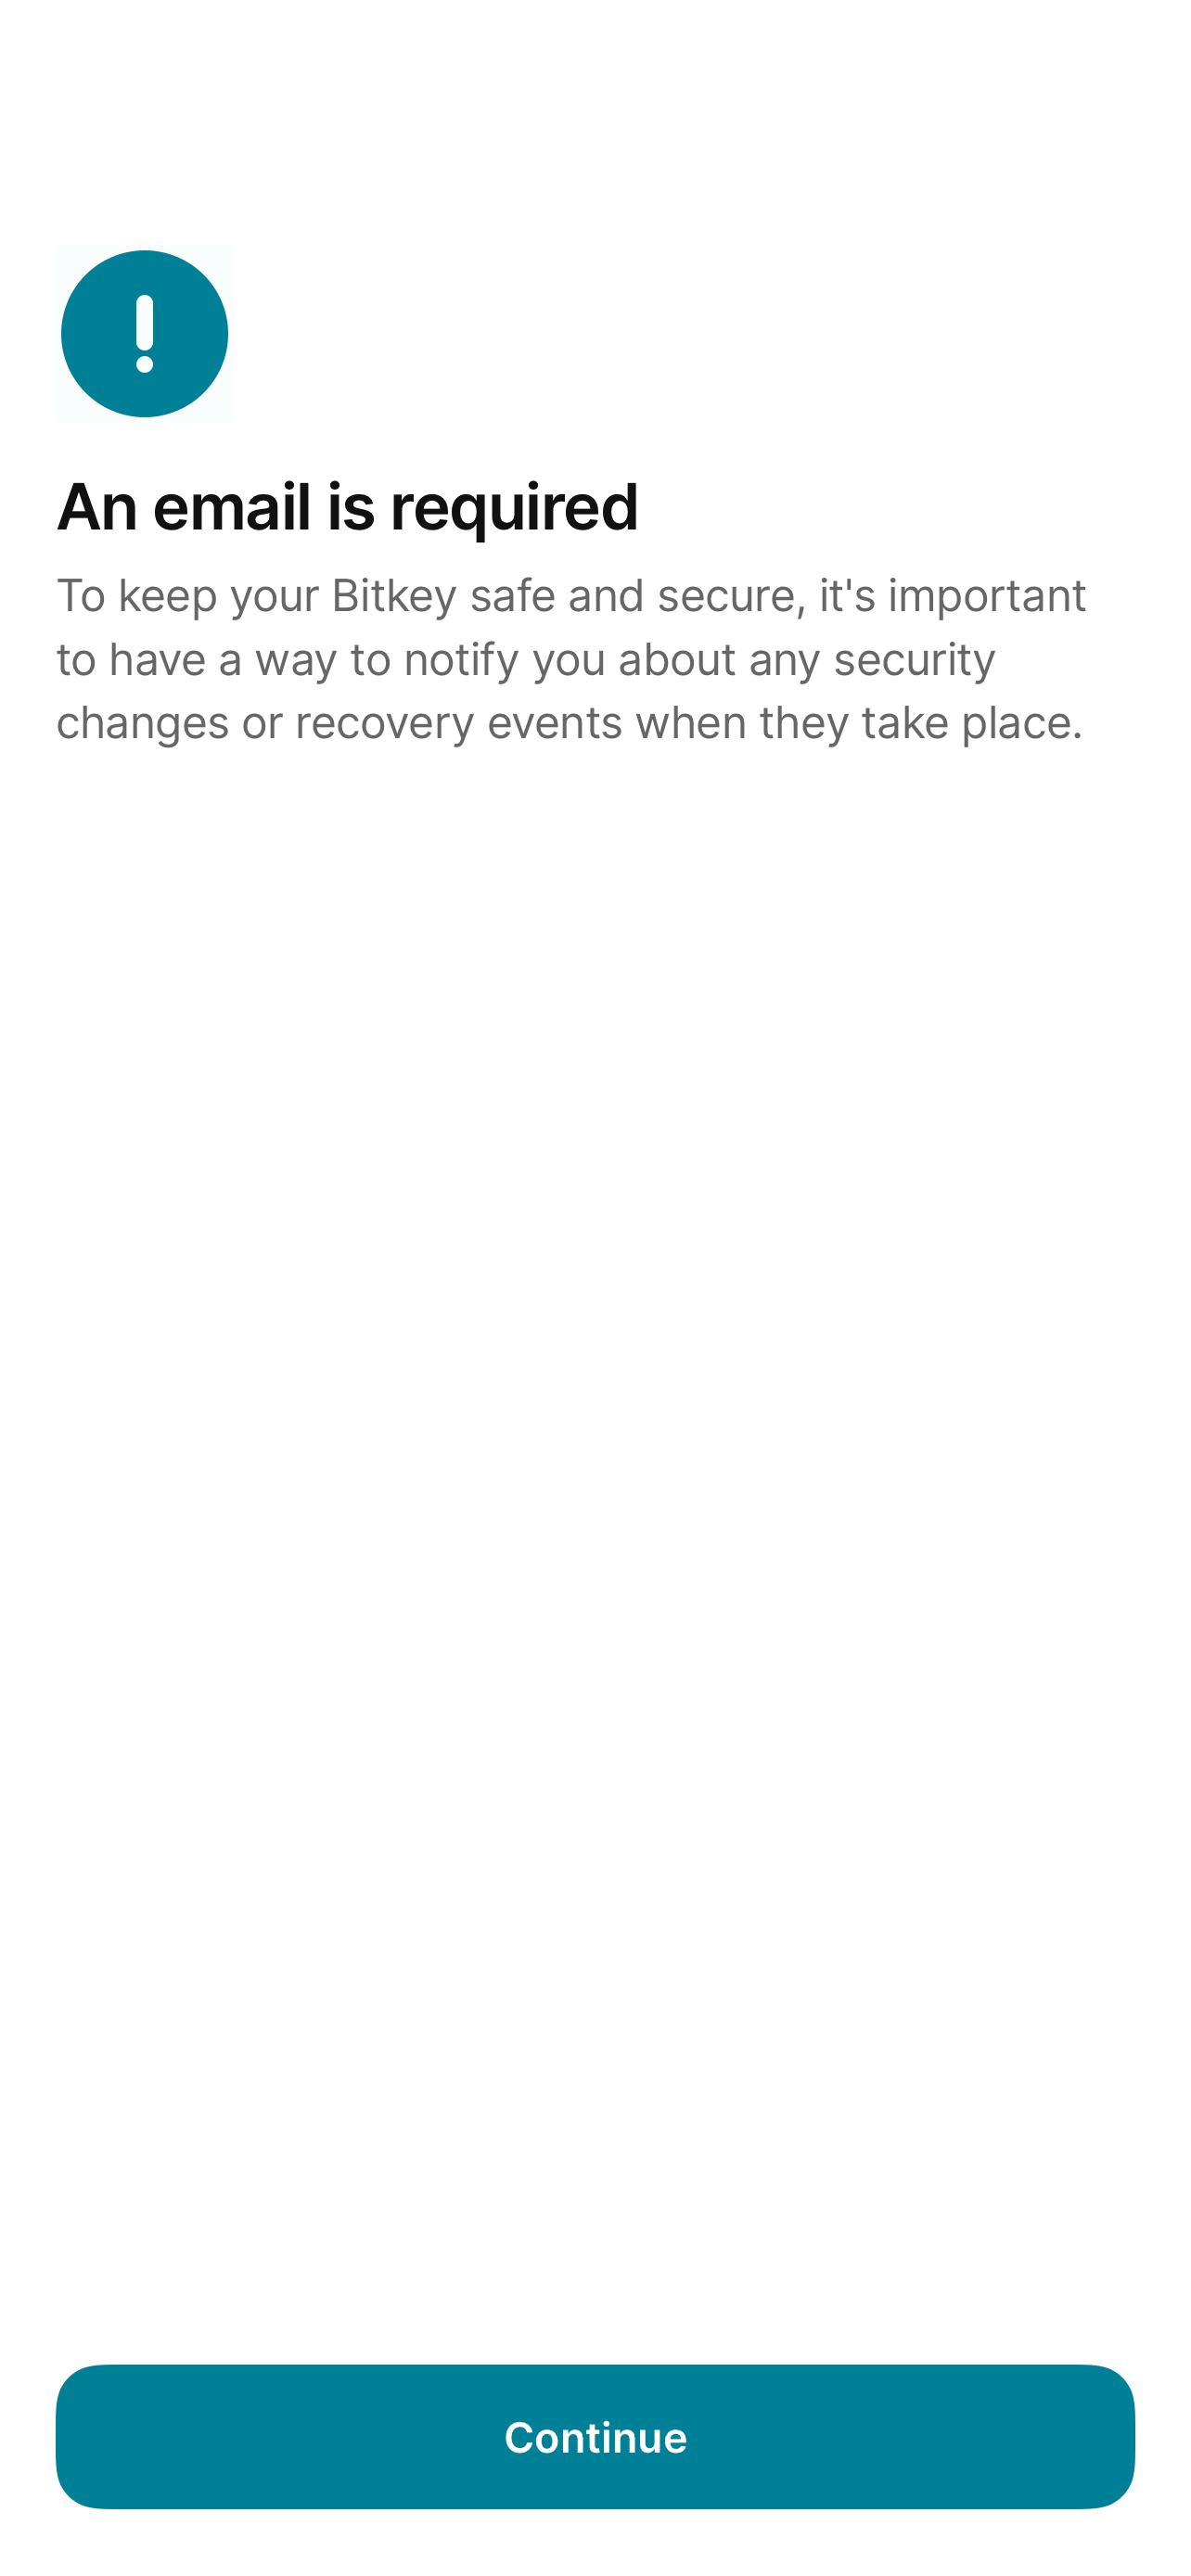 An email is required
To keep your Bitkey safe and secure, it's important
to have a way to notify you about any security
changes or recovery events when they take place.
Continue